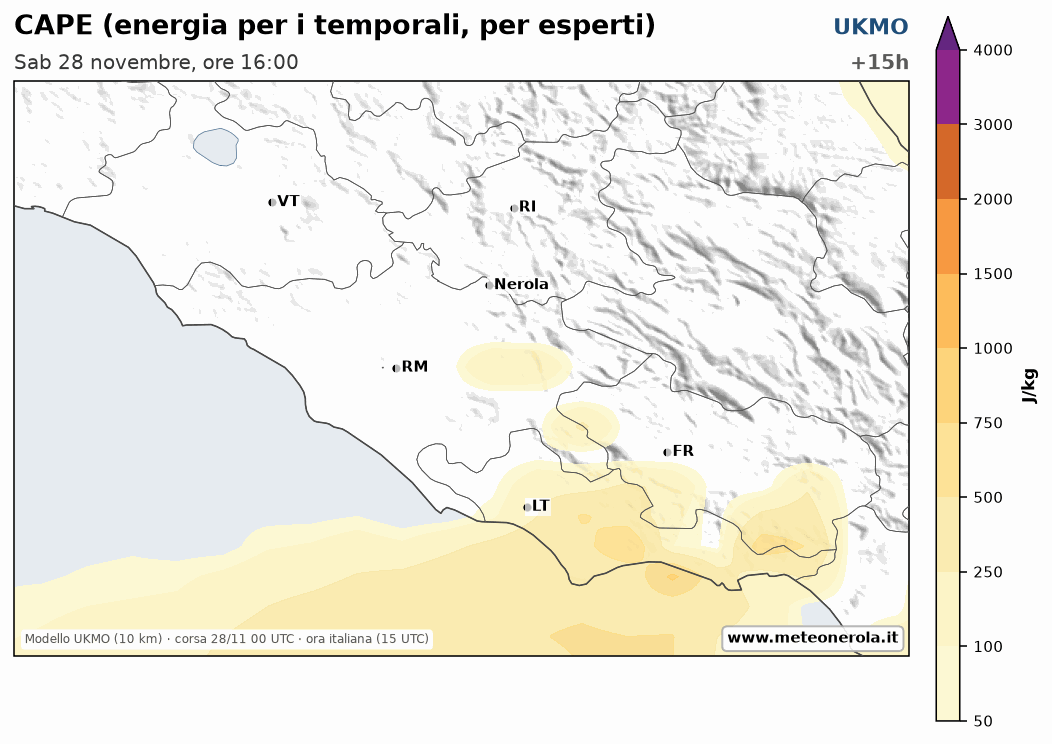 CAPE (energia per i temporali, per esperti)
UKMO
Sab 28 novembre, ore 16:00
+15h
VT
RI
Nerola
RM
FR
LT
Modello UKMO (10 km) · corsa 28/11 00 UTC · ora italiana (15 UTC)
www.meteonerola.it
4000
3000
2000
1500
1000
750
500
250
100
50
J/kg